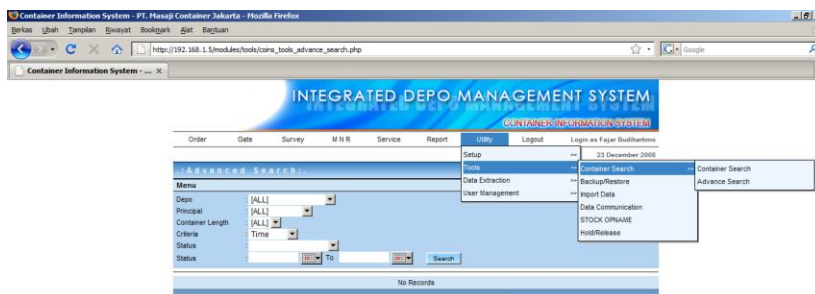 Container Information System - PT. Masaji Container Jakarta - Mozilla Firefox
Berkas Ubah Tampilan Riwayat Bookmark Alat Bantuan
http://192.168.1.5/modules/tools/coins_tools_advance_search.php
Google
Container Information System - ... X
INTEGRATED DEPO MANAGEMENT SYSTEM
CONTAINER INFORMATION SYSTEM
Order Gate Survey M N R Service Report Utility Logout Login as Fajar Budihartono
Setup >> 23 December 2008
.:Advanced Search:.
Tools >> Container Search >> Container Search
Menu
Data Extraction >> Backup/Restore Advance Search
User Management >> Import Data
Depo : [ALL]
Principal : [ALL]
Data Communication
Container Length : [ALL]
STOCK OPNAME
Criteria : Time
Hold/Release
Status :
Status : To Search
No Records